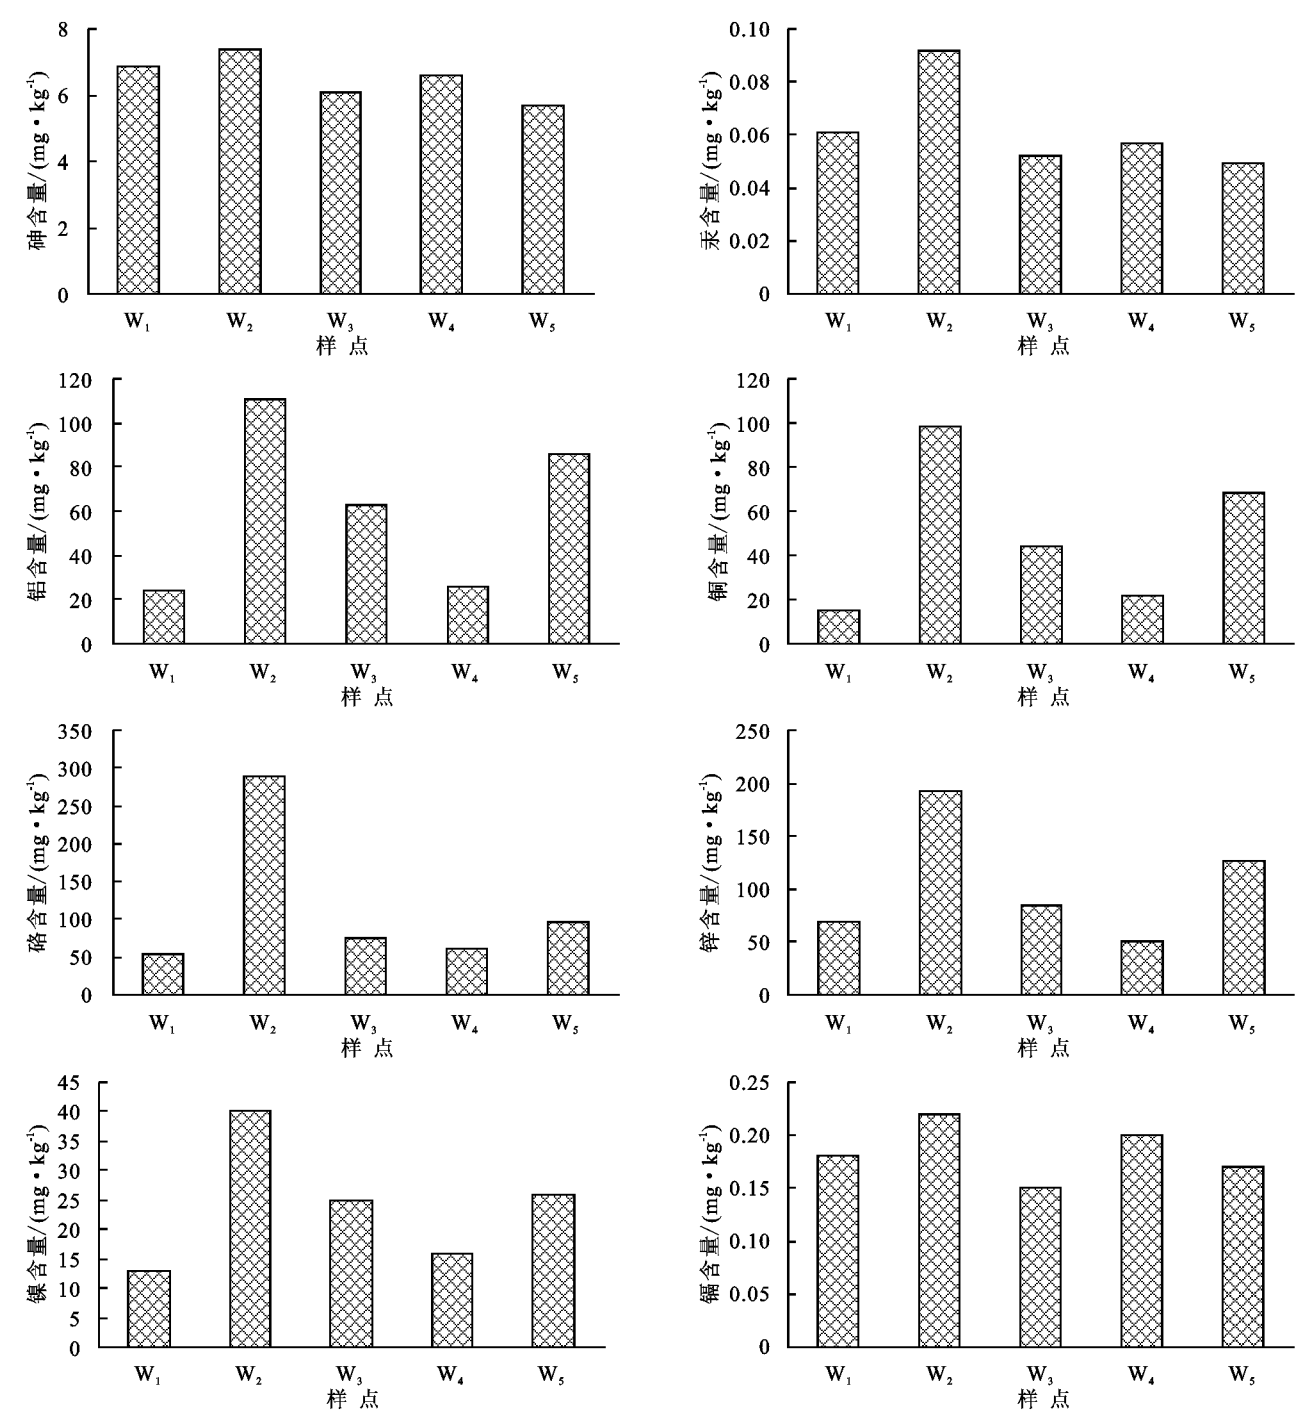 砷含量/(mg·kg⁻¹)
8
6
4
2
0
W₁ W₂ W₃ W₄ W₅
样 点
汞含量/(mg·kg⁻¹)
0.10
0.08
0.06
0.04
0.02
0
W₁ W₂ W₃ W₄ W₅
样 点
铝含量/(mg·kg⁻¹)
120
100
80
60
40
20
0
W₁ W₂ W₃ W₄ W₅
样 点
铜含量/(mg·kg⁻¹)
120
100
80
60
40
20
0
W₁ W₂ W₃ W₄ W₅
样 点
硌含量/(mg·kg⁻¹)
350
300
250
200
150
100
50
0
W₁ W₂ W₃ W₄ W₅
样 点
锌含量/(mg·kg⁻¹)
250
200
150
100
50
0
W₁ W₂ W₃ W₄ W₅
样 点
镍含量/(mg·kg⁻¹)
45
40
35
30
25
20
15
10
5
0
W₁ W₂ W₃ W₄ W₅
样 点
镉含量/(mg·kg⁻¹)
0.25
0.20
0.15
0.10
0.05
0
W₁ W₂ W₃ W₄ W₅
样 点